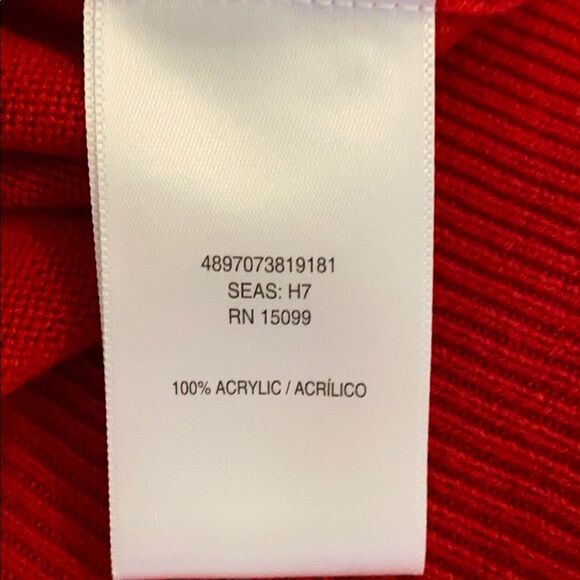 4897073819181
SEAS: H7
RN 15099
100% ACRYLIC / ACRÍLICO